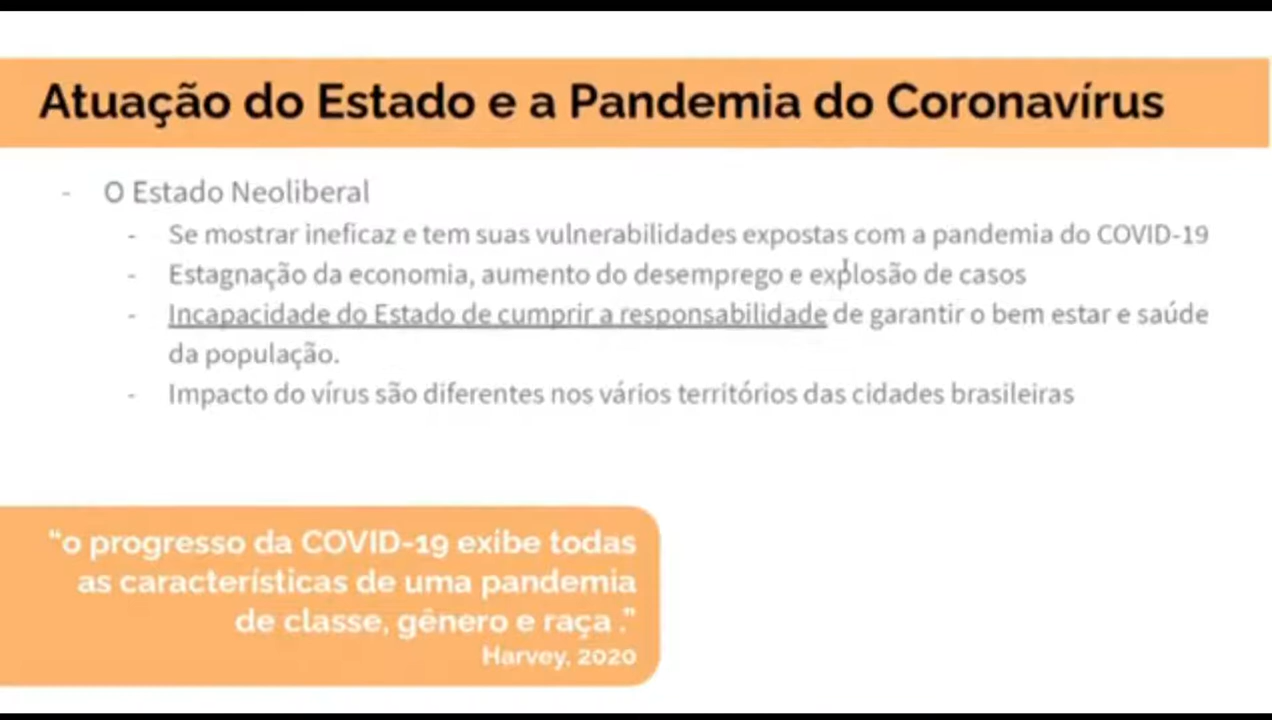 Atuação do Estado e a Pandemia do Coronavírus
- O Estado Neoliberal
- Se mostrar ineficaz e tem suas vulnerabilidades expostas com a pandemia do COVID-19
- Estagnação da economia, aumento do desemprego e explosão de casos
- Incapacidade do Estado de cumprir a responsabilidade de garantir o bem estar e saúde
da população.
- Impacto do vírus são diferentes nos vários territórios das cidades brasileiras
“o progresso da COVID-19 exibe todas
as características de uma pandemia
de classe, gênero e raça .”
Harvey, 2020